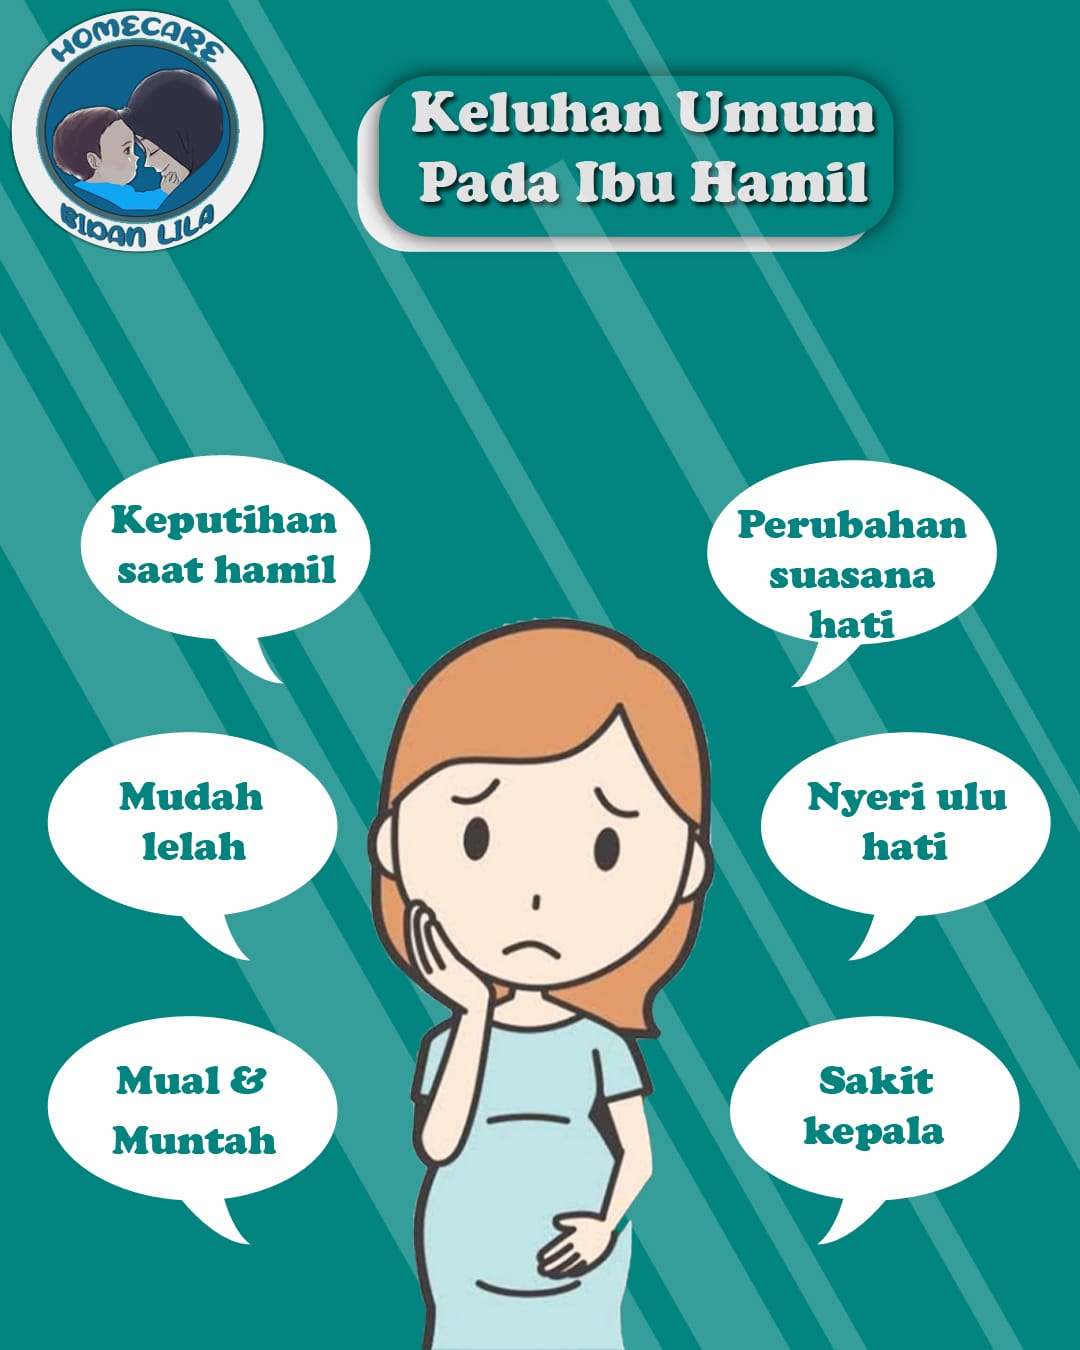 HOMECARE
BIDAN LILA
Keluhan Umum
Pada Ibu Hamil
Keputihan
saat hamil
Perubahan
suasana
hati
Mudah
lelah
Nyeri ulu
hati
Mual &
Muntah
Sakit
kepala